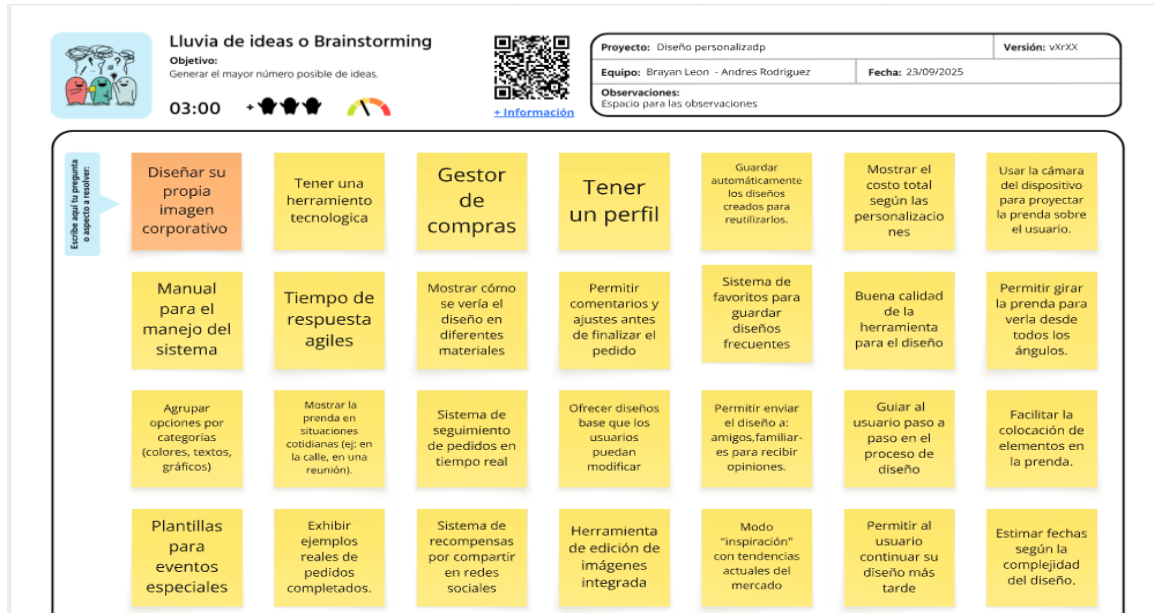 Lluvia de ideas o Brainstorming
Objetivo:
Generar el mayor número posible de ideas.
03:00
+
+ Información
Proyecto: Diseño personalizadp
Versión: vXrXX
Equipo: Brayan Leon - Andres Rodriguez
Fecha: 23/09/2025
Observaciones:
Espacio para las observaciones
Escribe aquí tu pregunta
o aspecto a resolver:
Diseñar su
propia
imagen
corporativo
Tener una
herramiento
tecnologica
Gestor
de
compras
Tener
un perfil
Guardar
automáticamente
los diseños
creados para
reutilizarlos.
Mostrar el
costo total
según las
personalizacio
nes
Usar la cámara
del dispositivo
para proyectar
la prenda sobre
el usuario.
Manual
para el
manejo del
sistema
Tiempo de
respuesta
agiles
Mostrar cómo
se vería el
diseño en
diferentes
materiales
Permitir
comentarios y
ajustes antes
de finalizar el
pedido
Sistema de
favoritos para
guardar
diseños
frecuentes
Buena calidad
de la
herramienta
para el diseño
Permitir girar
la prenda para
verla desde
todos los
ángulos.
Agrupar
opciones por
categorías
(colores, textos,
gráficos)
Mostrar la
prenda en
situaciones
cotidianas (ej: en
la calle, en una
reunión).
Sistema de
seguimiento
de pedidos en
tiempo real
Ofrecer diseños
base que los
usuarios
puedan
modificar
Permitir enviar
el diseño a:
amigos,familiar-
es para recibir
opiniones.
Guiar al
usuario paso a
paso en el
proceso de
diseño
Facilitar la
colocación de
elementos en
la prenda.
Plantillas
para
eventos
especiales
Exhibir
ejemplos
reales de
pedidos
completados.
Sistema de
recompensas
por compartir
en redes
sociales
Herramienta
de edición de
imágenes
integrada
Modo
"inspiración"
con tendencias
actuales del
mercado
Permitir al
usuario
continuar su
diseño más
tarde
Estimar fechas
según la
complejidad
del diseño.